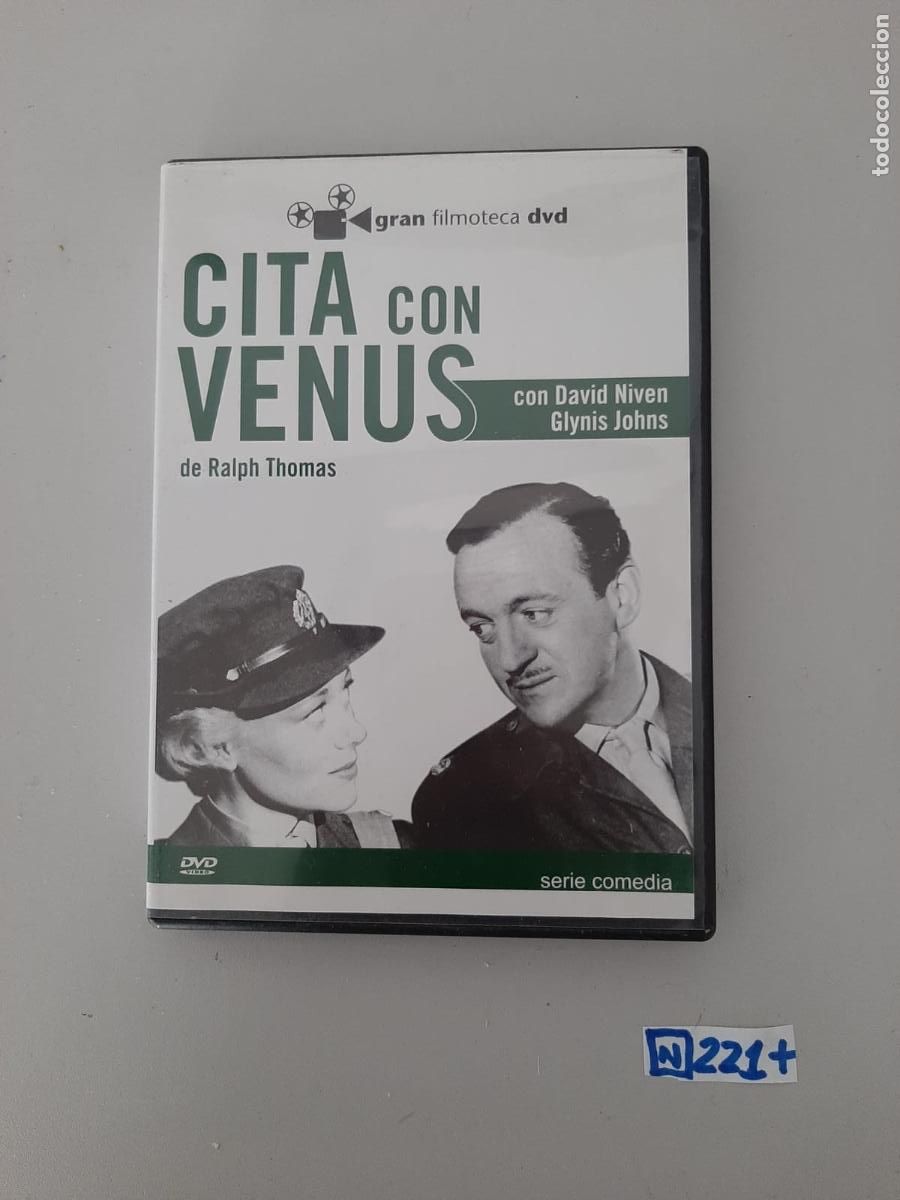 todocoleccion
gran filmoteca dvd
CITA CON
VENUS
con David Niven
Glynis Johns
de Ralph Thomas
DVD
VIDEO
serie comedia
N 221+